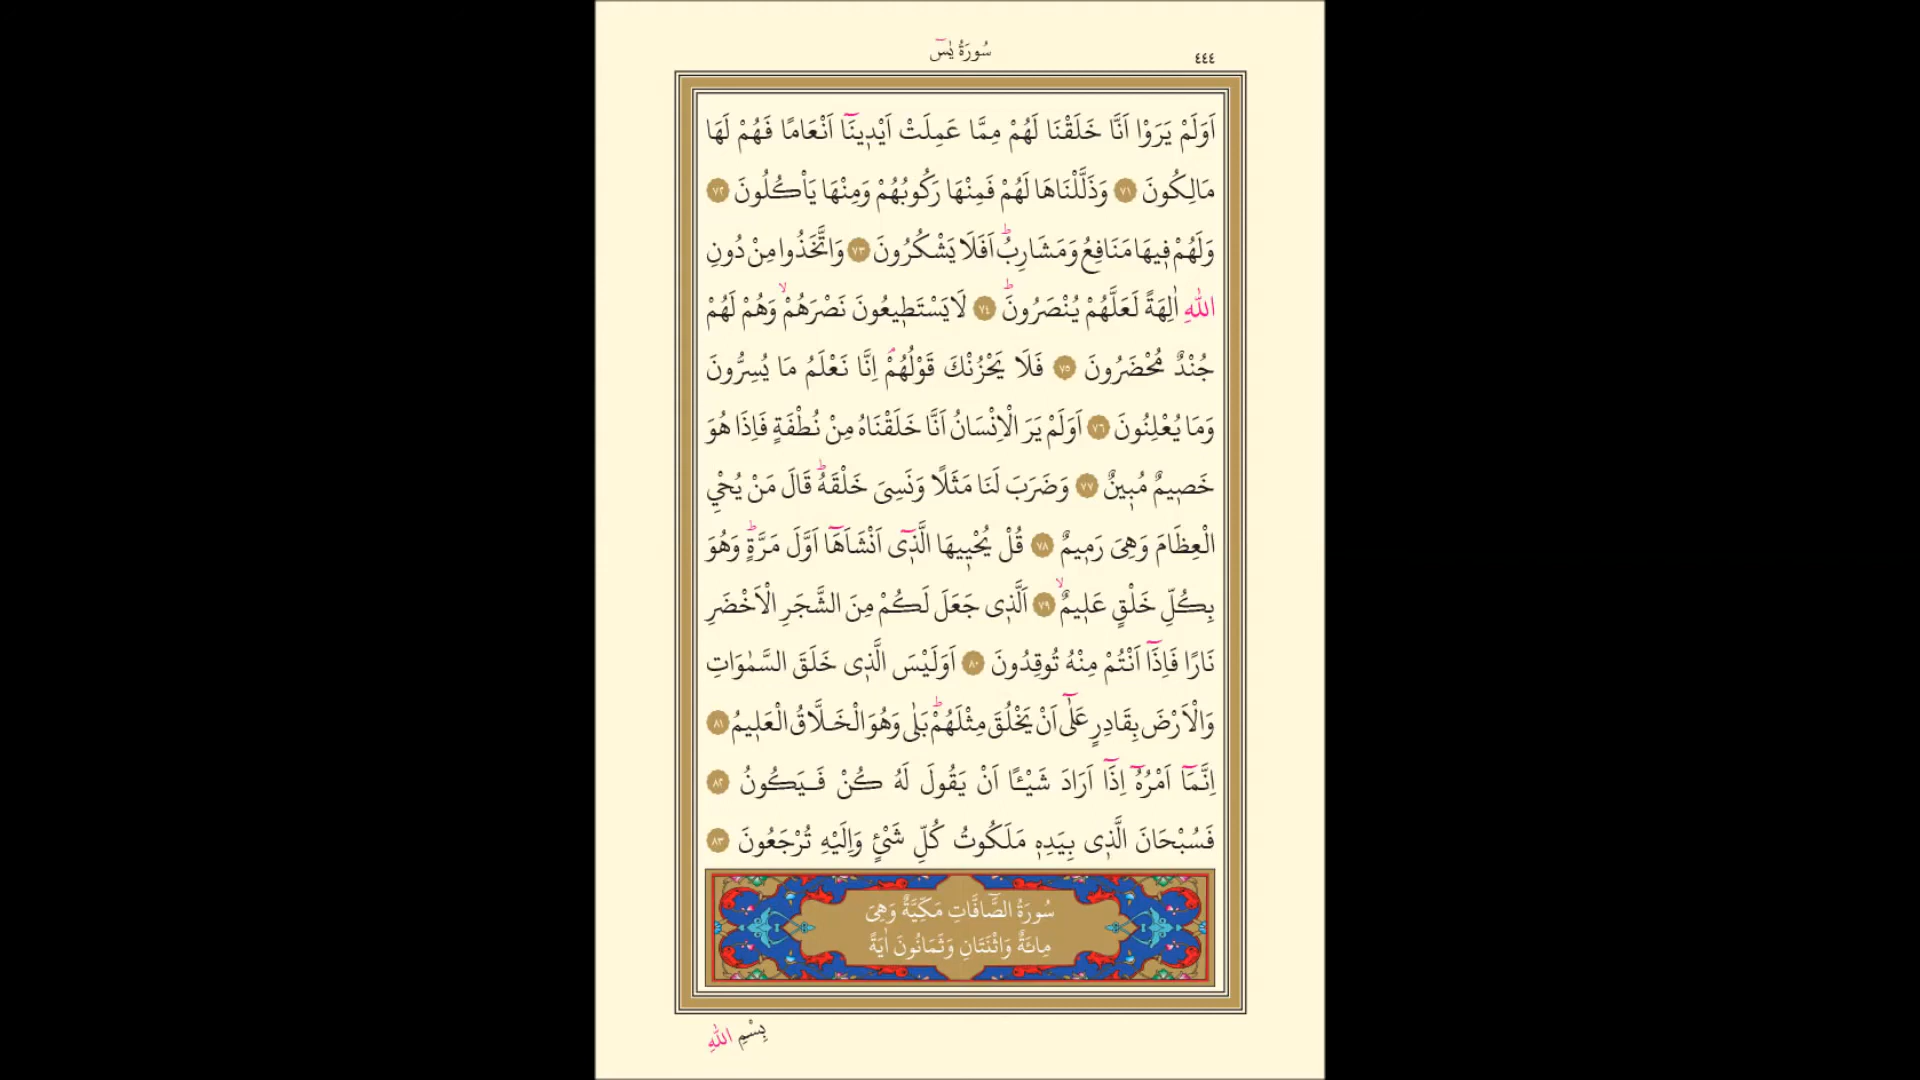 سُورَةُ يٰسٓ
٤٤٤
اَوَلَمْ يَرَوْا اَنَّا خَلَقْنَا لَهُمْ مِمَّا عَمِلَتْ اَيْد۪ينَٓا اَنْعَامًا فَهُمْ لَهَا
مَالِكُونَ ٧١ وَذَلَّلْنَاهَا لَهُمْ فَمِنْهَا رَكُوبُهُمْ وَمِنْهَا يَأْكُلُونَ ٧٢
وَلَهُمْ ف۪يهَا مَنَافِعُ وَمَشَارِبُۜ اَفَلَا يَشْكُرُونَ ٧٣ وَاتَّخَذُوا مِنْ دُونِ
اللّٰهِ اٰلِهَةً لَعَلَّهُمْ يُنْصَرُونَۜ ٧٤ لَا يَسْتَط۪يعُونَ نَصْرَهُمْۙ وَهُمْ لَهُمْ
جُنْدٌ مُحْضَرُونَ ٧٥ فَلَا يَحْزُنْكَ قَوْلُهُمْۢ اِنَّا نَعْلَمُ مَا يُسِرُّونَ
وَمَا يُعْلِنُونَ ٧٦ اَوَلَمْ يَرَ الْاِنْسَانُ اَنَّا خَلَقْنَاهُ مِنْ نُطْفَةٍ فَاِذَا هُوَ
خَص۪يمٌ مُب۪ينٌ ٧٧ وَضَرَبَ لَنَا مَثَلًا وَنَسِيَ خَلْقَهُۜ قَالَ مَنْ يُحْيِ
الْعِظَامَ وَهِيَ رَم۪يمٌ ٧٨ قُلْ يُحْي۪يهَا الَّذ۪ٓي اَنْشَاَهَٓا اَوَّلَ مَرَّةٍۜ وَهُوَ
بِكُلِّ خَلْقٍ عَل۪يمٌۙ ٧٩ اَلَّذ۪ي جَعَلَ لَكُمْ مِنَ الشَّجَرِ الْاَخْضَرِ
نَارًا فَاِذَٓا اَنْتُمْ مِنْهُ تُوقِدُونَ ٨٠ اَوَلَيْسَ الَّذ۪ي خَلَقَ السَّمٰوَاتِ
وَالْاَرْضَ بِقَادِرٍ عَلٰٓى اَنْ يَخْلُقَ مِثْلَهُمْۜ بَلٰى وَهُوَ الْخَلَّاقُ الْعَل۪يمُ ٨١
اِنَّمَٓا اَمْرُهُٓ اِذَٓا اَرَادَ شَيْـًٔا اَنْ يَقُولَ لَهُ كُنْ فَيَكُونُ ٨٢
فَسُبْحَانَ الَّذ۪ي بِيَدِه۪ مَلَكُوتُ كُلِّ شَيْءٍ وَاِلَيْهِ تُرْجَعُونَ ٨٣
سُورَةُ الصَّٓافَّاتِ مَكِّيَّةٌ وَهِيَ
مِائَةٌ وَاثْنَتَانِ وَثَمَانُونَ اٰيَةً
بِسْمِ اللّٰهِ